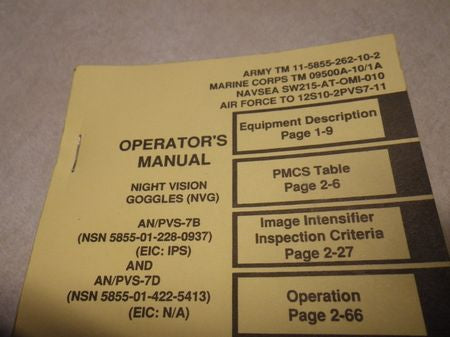 ARMY TM 11-5855-262-10-2
MARINE CORPS TM 09500A-10/1A
NAVSEA SW215-AT-OMI-010
AIR FORCE TO 12S10-2PVS7-11
OPERATOR'S
MANUAL
NIGHT VISION
GOGGLES (NVG)
AN/PVS-7B
(NSN 5855-01-228-0937)
(EIC: IPS)
AND
AN/PVS-7D
(NSN 5855-01-422-5413)
(EIC: N/A)
Equipment Description
Page 1-9
PMCS Table
Page 2-6
Image Intensifier
Inspection Criteria
Page 2-27
Operation
Page 2-66